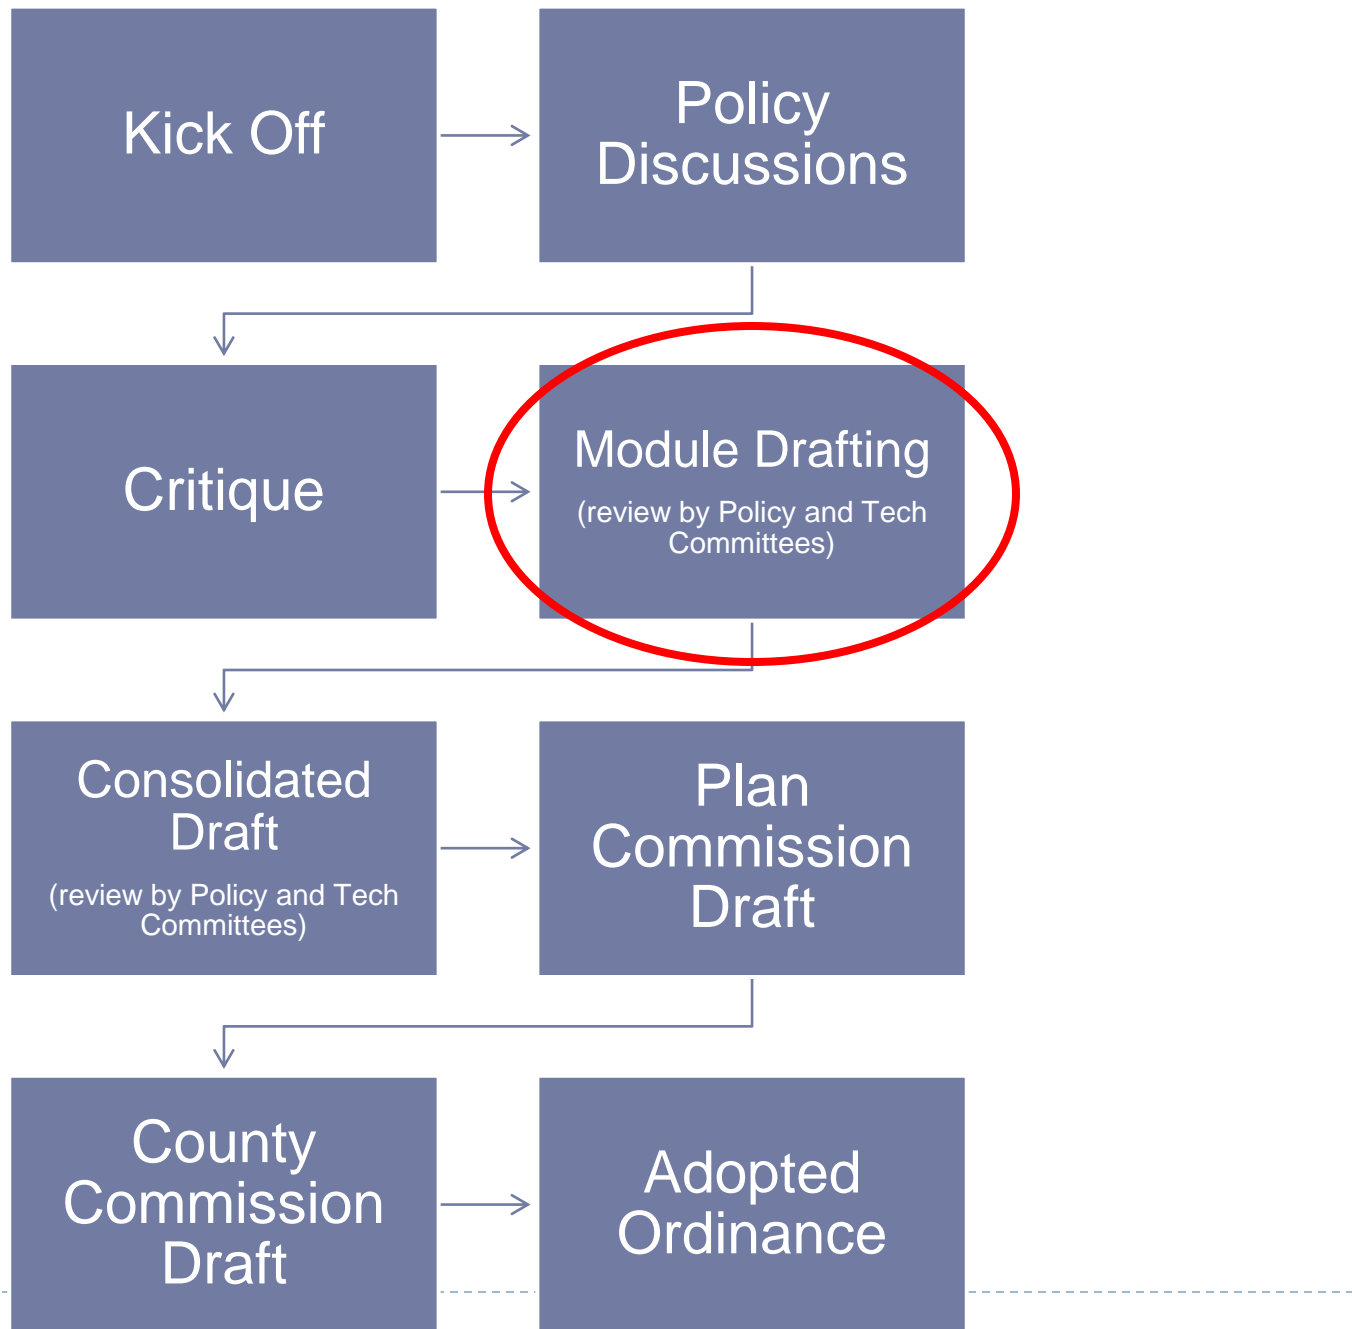 Kick Off
Policy
Discussions
Critique
Module Drafting
(review by Policy and Tech
Committees)
Consolidated
Draft
(review by Policy and Tech
Committees)
Plan
Commission
Draft
County
Commission
Draft
Adopted
Ordinance